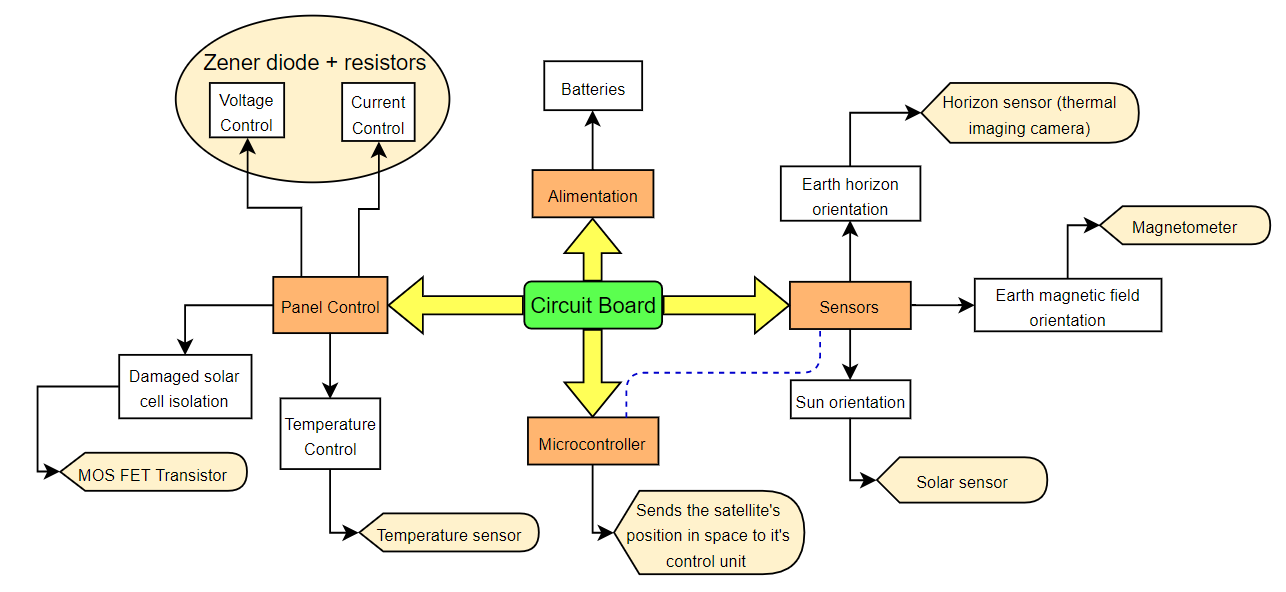 Zener diode + resistors
Voltage
Control
Current
Control
Batteries
Horizon sensor (thermal
imaging camera)
Alimentation
Earth horizon
orientation
Magnetometer
Panel Control
Circuit Board
Sensors
Earth magnetic field
orientation
Damaged solar
cell isolation
Temperature
Control
Sun orientation
Microcontroller
MOS FET Transistor
Solar sensor
Temperature sensor
Sends the satellite's
position in space to it's
control unit